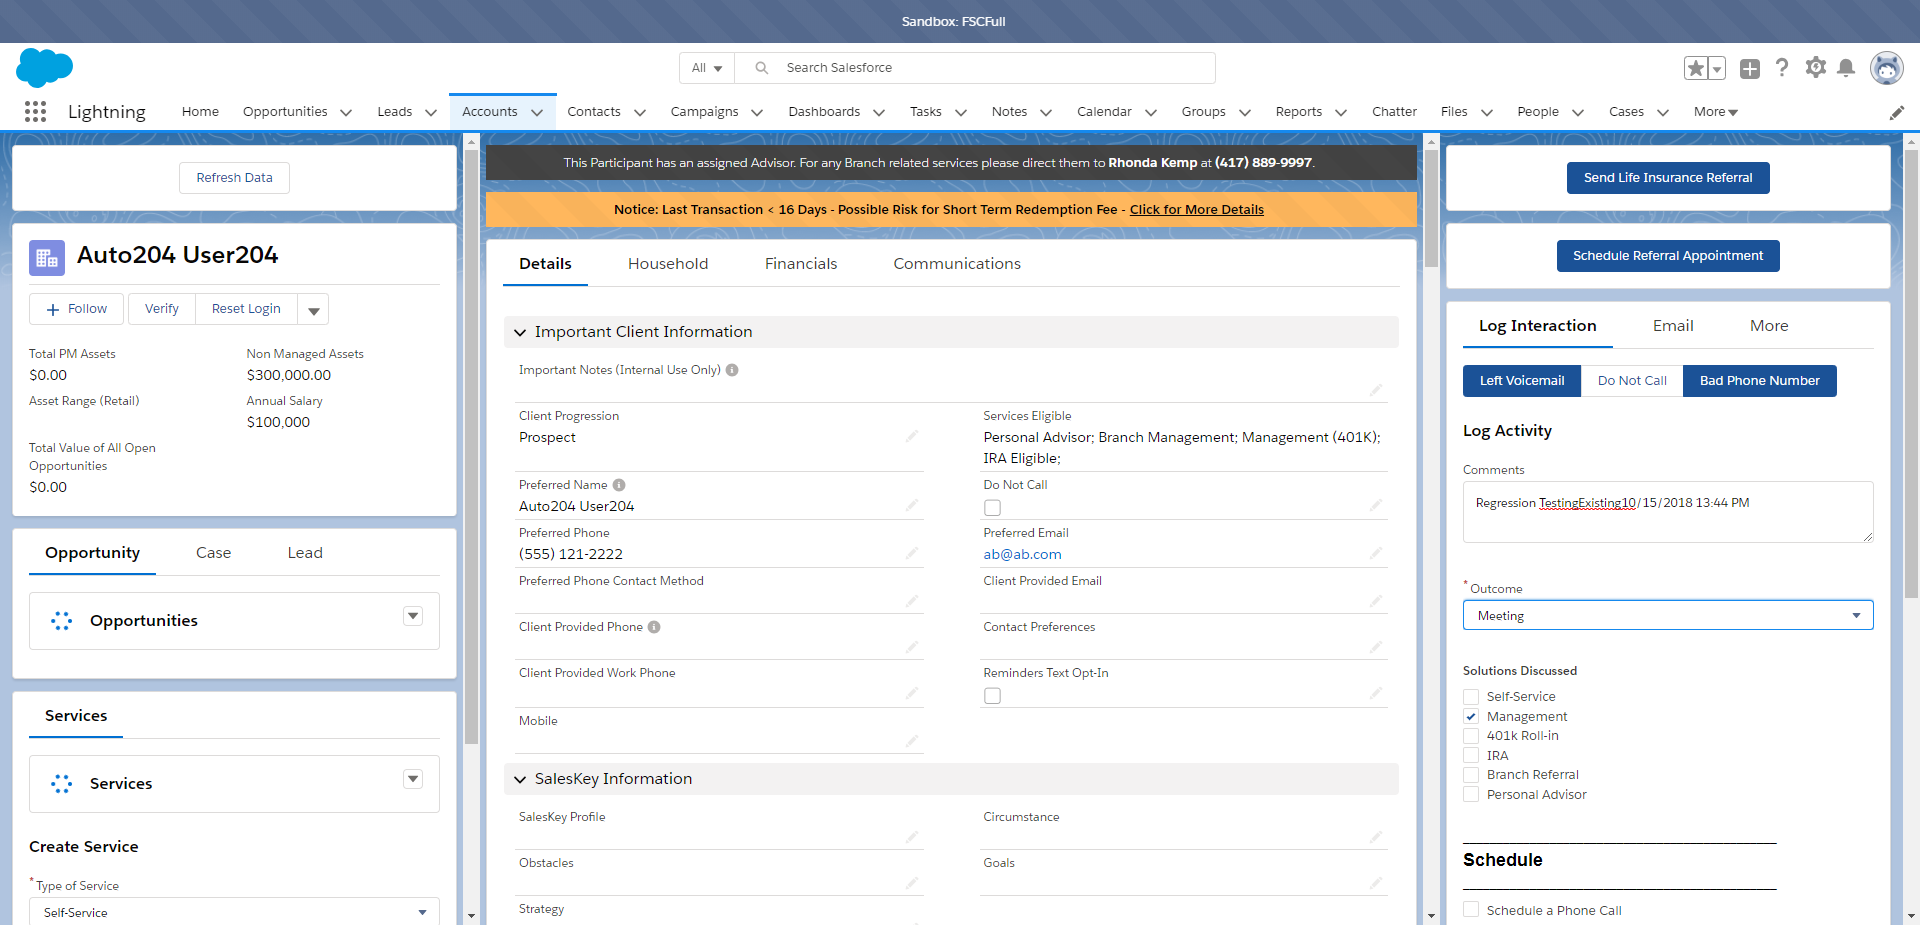 Sandbox: FSCFull
All
Search Salesforce
Lightning
Home
Opportunities
Leads
Accounts
Contacts
Campaigns
Dashboards
Tasks
Notes
Calendar
Groups
Reports
Chatter
Files
People
Cases
More
Refresh Data
Auto204 User204
Follow
Verify
Reset Login
Total PM Assets
$0.00
Non Managed Assets
$300,000.00
Asset Range (Retail)
Annual Salary
$100,000
Total Value of All Open
Opportunities
$0.00
Opportunity
Case
Lead
Opportunities
Services
Services
Create Service
*Type of Service
Self-Service
This Participant has an assigned Advisor. For any Branch related services please direct them to Rhonda Kemp at (417) 889-9997.
Notice: Last Transaction < 16 Days - Possible Risk for Short Term Redemption Fee - Click for More Details
Details
Household
Financials
Communications
Important Client Information
Important Notes (Internal Use Only)
Client Progression
Prospect
Services Eligible
Personal Advisor; Branch Management; Management (401K);
IRA Eligible;
Preferred Name
Auto204 User204
Do Not Call
Preferred Phone
(555) 121-2222
Preferred Email
ab@ab.com
Preferred Phone Contact Method
Client Provided Email
Client Provided Phone
Contact Preferences
Client Provided Work Phone
Reminders Text Opt-In
Mobile
SalesKey Information
SalesKey Profile
Circumstance
Obstacles
Goals
Strategy
Send Life Insurance Referral
Schedule Referral Appointment
Log Interaction
Email
More
Left Voicemail
Do Not Call
Bad Phone Number
Log Activity
Comments
Regression TestingExisting10/15/2018 13:44 PM
*Outcome
Meeting
Solutions Discussed
Self-Service
Management
401k Roll-in
IRA
Branch Referral
Personal Advisor
Schedule
Schedule a Phone Call